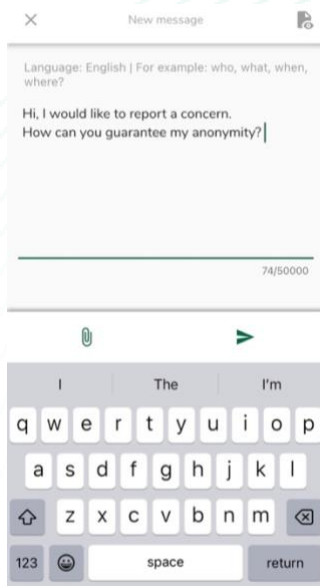 New message
Language: English | For example: who, what, when,
where?
Hi, I would like to report a concern.
How can you guarantee my anonymity?
74/50000
I The I'm
q w e r t y u i o p
a s d f g h j k l
z x c v b n m
123 space return